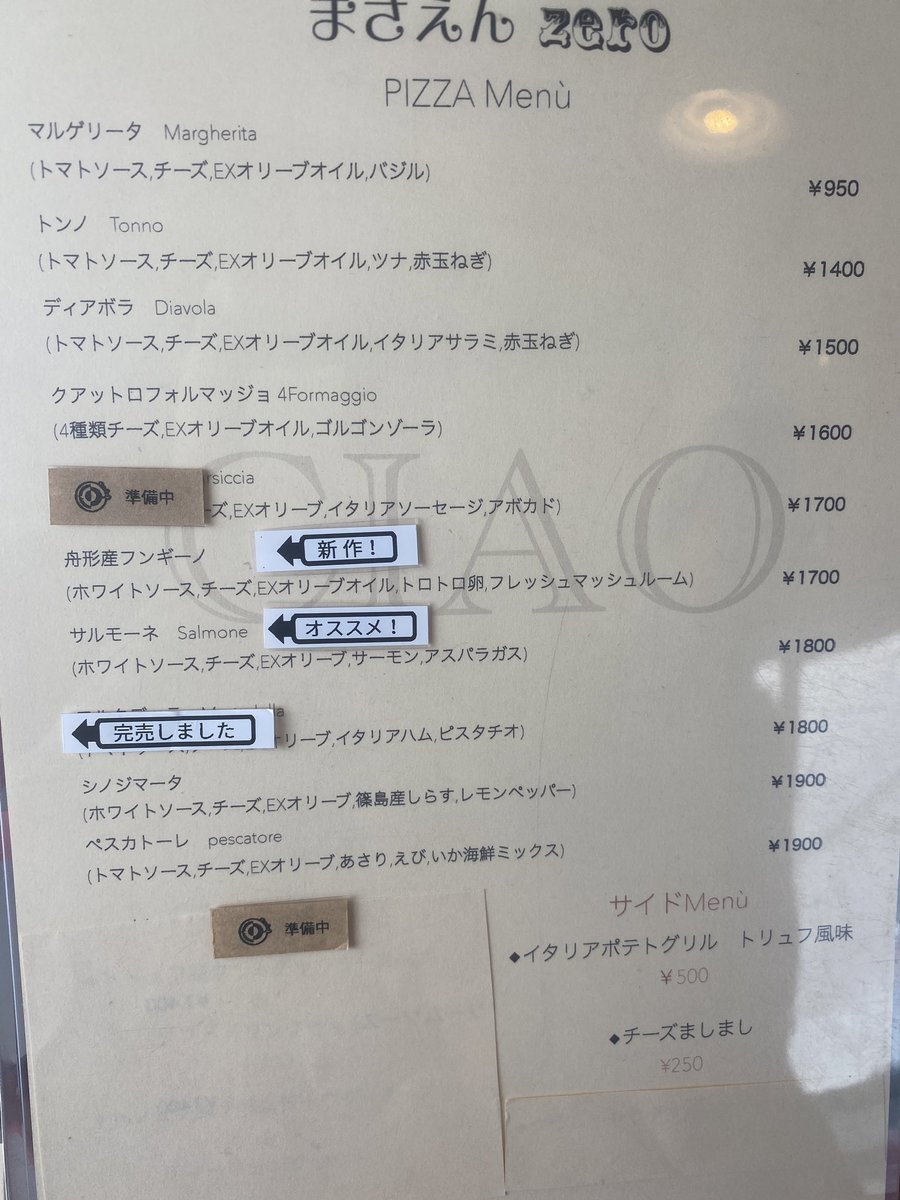 まさえん zero
PIZZA Menù
マルゲリータ Margherita
(トマトソース,チーズ,EXオリーブオイル,バジル)
¥950
トンノ Tonno
(トマトソース,チーズ,EXオリーブオイル,ツナ,赤玉ねぎ)
¥1400
ディアボラ Diavola
(トマトソース,チーズ,EXオリーブオイル,イタリアサラミ,赤玉ねぎ)
¥1500
クアットロフォルマッジョ 4Formaggio
(4種類チーズ,EXオリーブオイル,ゴルゴンゾーラ)
¥1600
CIAO
準備中 rsiccia
ーズ,EXオリーブ,イタリアソーセージ,アボカド)
¥1700
舟形産フンギーノ 新作!
(ホワイトソース,チーズ,EXオリーブオイル,トロトロ卵,フレッシュマッシュルーム)
¥1700
サルモーネ Salmone オススメ!
(ホワイトソース,チーズ,EXオリーブ,サーモン,アスパラガス)
¥1800
完売しました
オリーブ,イタリアハム,ピスタチオ)
¥1800
シノジマータ
(ホワイトソース,チーズ,EXオリーブ,篠島産しらす,レモンペッパー)
¥1900
ペスカトーレ pescatore
(トマトソース,チーズ,EXオリーブ,あさり,えび,いか海鮮ミックス)
¥1900
準備中
サイドMenù
◆イタリアポテトグリル トリュフ風味
¥500
◆チーズましまし
¥250